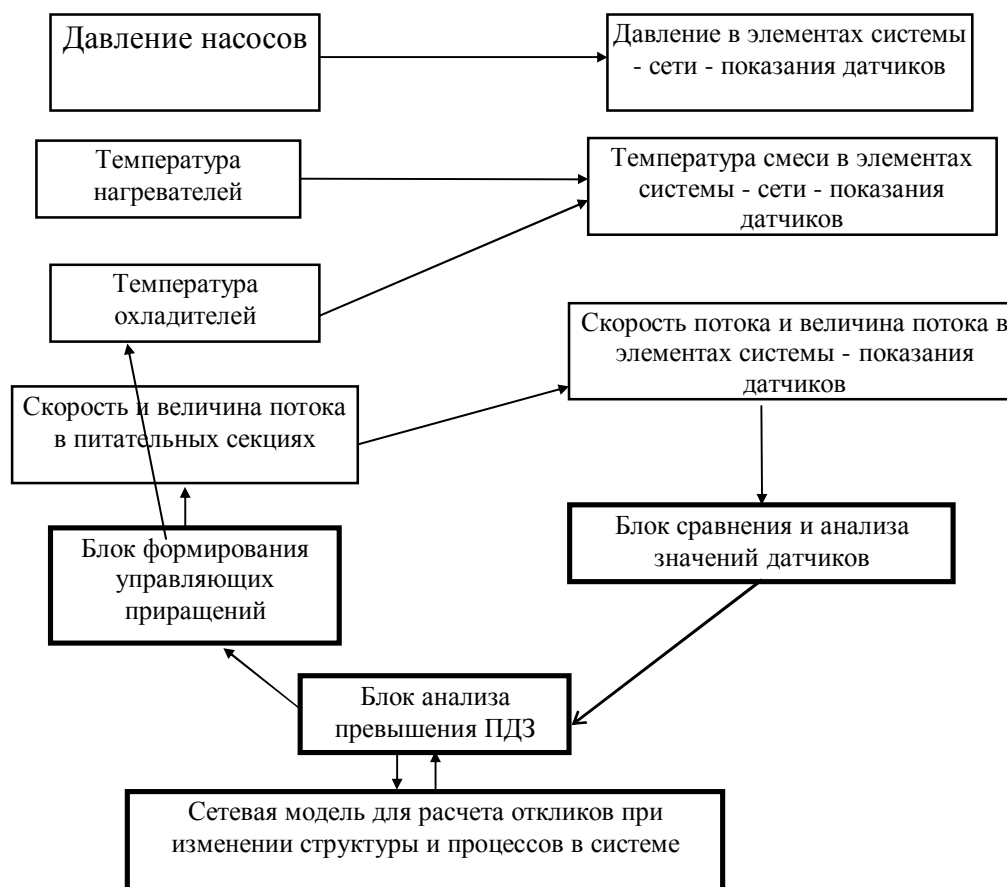 Давление насосов
Давление в элементах системы
- сети - показания датчиков
Температура
нагревателей
Температура смеси в элементах
системы - сети - показания
датчиков
Температура
охладителей
Скорость потока и величина потока в
элементах системы - показания
датчиков
Скорость и величина потока
в питательных секциях
Блок формирования
управляющих
приращений
Блок сравнения и анализа
значений датчиков
Блок анализа
превышения ПДЗ
Сетевая модель для расчета откликов при
изменении структуры и процессов в системе